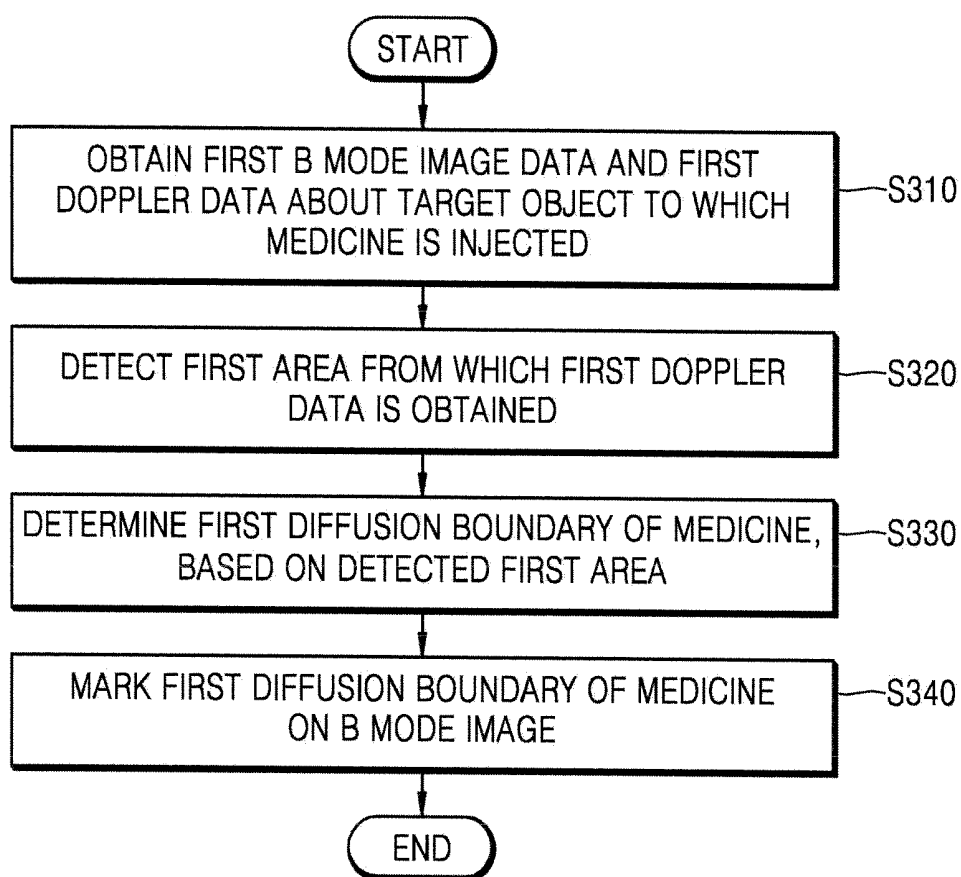 START
OBTAIN FIRST B MODE IMAGE DATA AND FIRST
DOPPLER DATA ABOUT TARGET OBJECT TO WHICH
MEDICINE IS INJECTED
S310
DETECT FIRST AREA FROM WHICH FIRST DOPPLER
DATA IS OBTAINED
S320
DETERMINE FIRST DIFFUSION BOUNDARY OF MEDICINE,
BASED ON DETECTED FIRST AREA
S330
MARK FIRST DIFFUSION BOUNDARY OF MEDICINE
ON B MODE IMAGE
S340
END